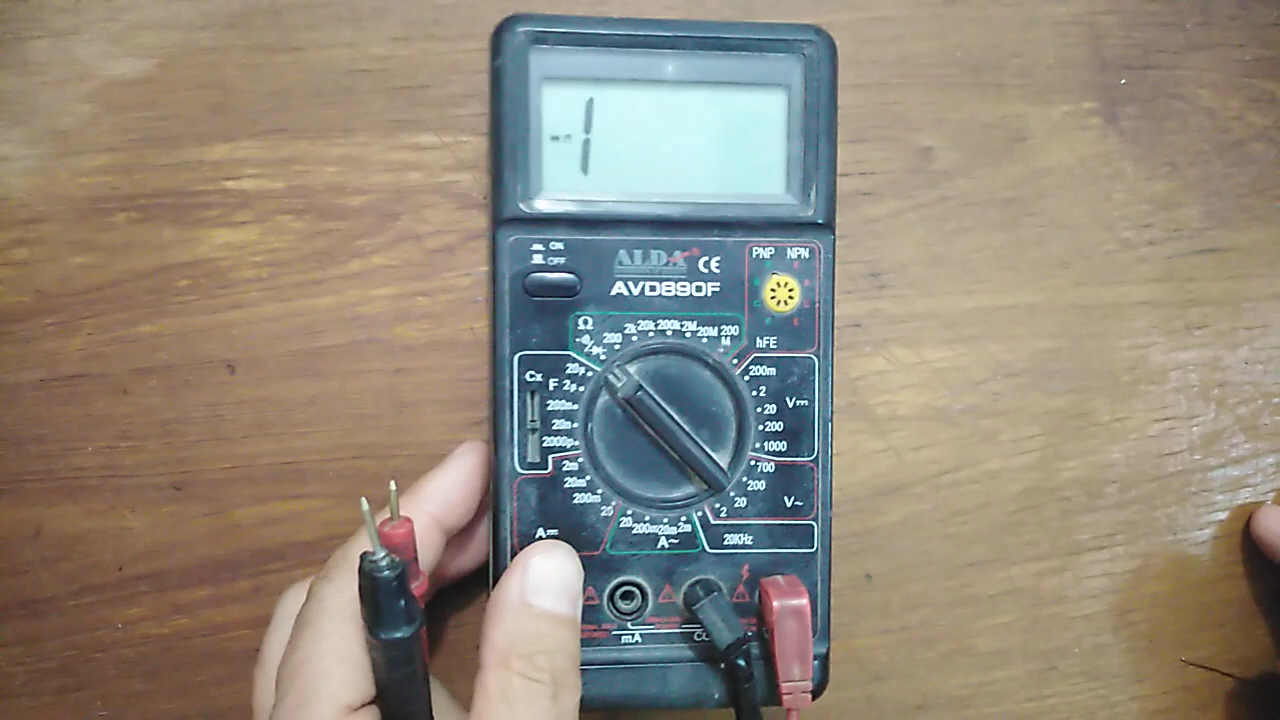 1
ON
OFF
ALDA
CE
AVD890F
PNP NPN
Ω
200 2k 20k 200k 2M 20M 200
M
hFE
Cx
F
20µ
2µ
200n
20n
2000p
200m
2
20
200
1000
V
700
200
20
2
V~
2m
20m
200m
20
A
20 200m 20m 2m
A~
20KHz
mA